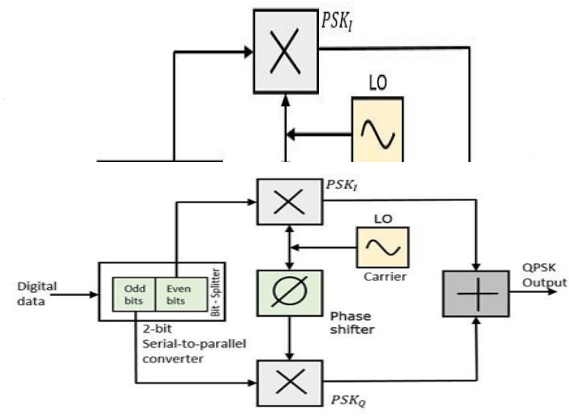 PSK_I
LO
PSK_I
LO
Carrier
Digital
data
Odd
bits
Even
bits
Bit - Splitter
2-bit
Serial-to-parallel
converter
Phase
shifter
QPSK
Output
PSK_Q